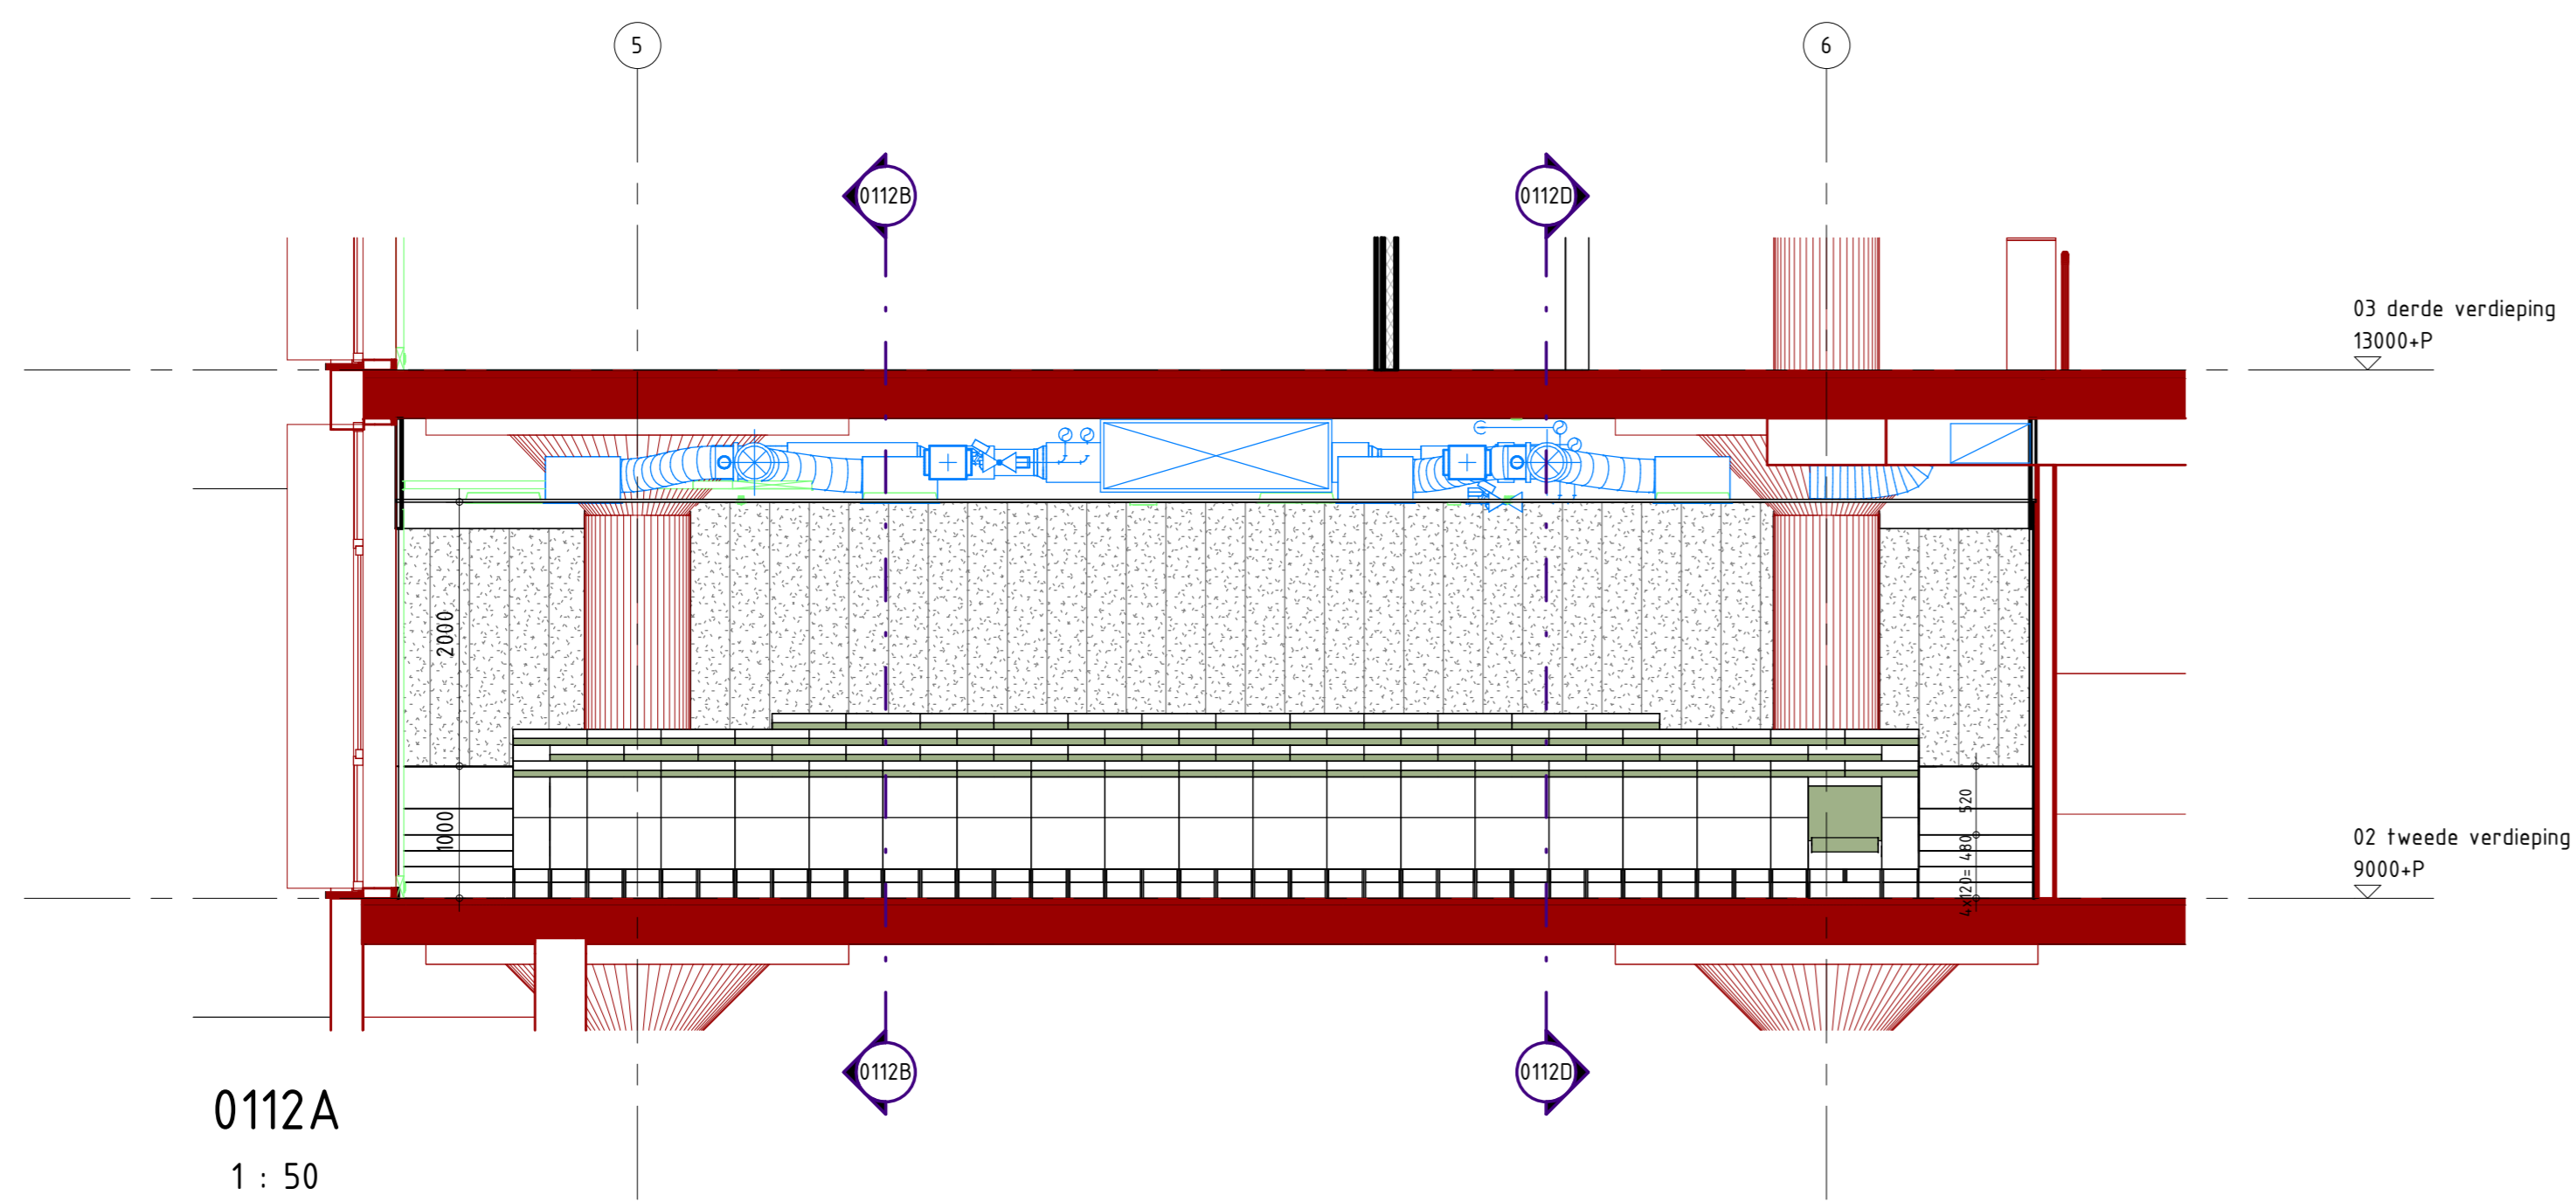 5
6
0112B
0112D
03 derde verdieping
13000+P
2000
1000
520
4x120= 480
02 tweede verdieping
9000+P
0112B
0112D
0112A
1 : 50